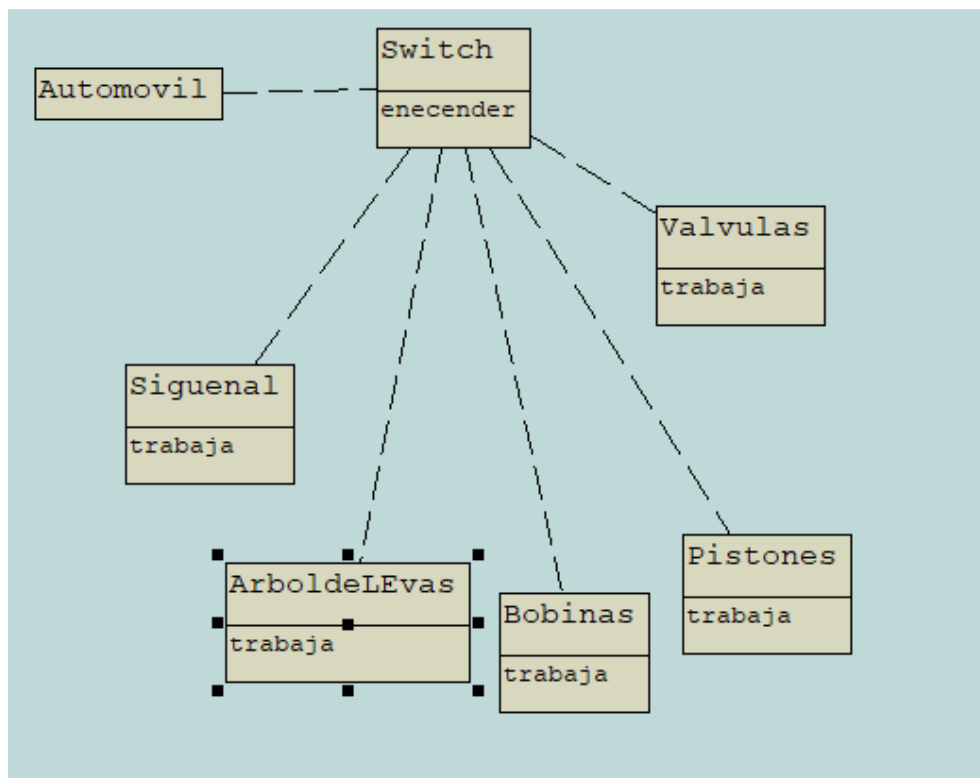 Switch
enecender
Automovil
Valvulas
trabaja
Siguenal
trabaja
ArboldeLEvas
trabaja
Bobinas
trabaja
Pistones
trabaja